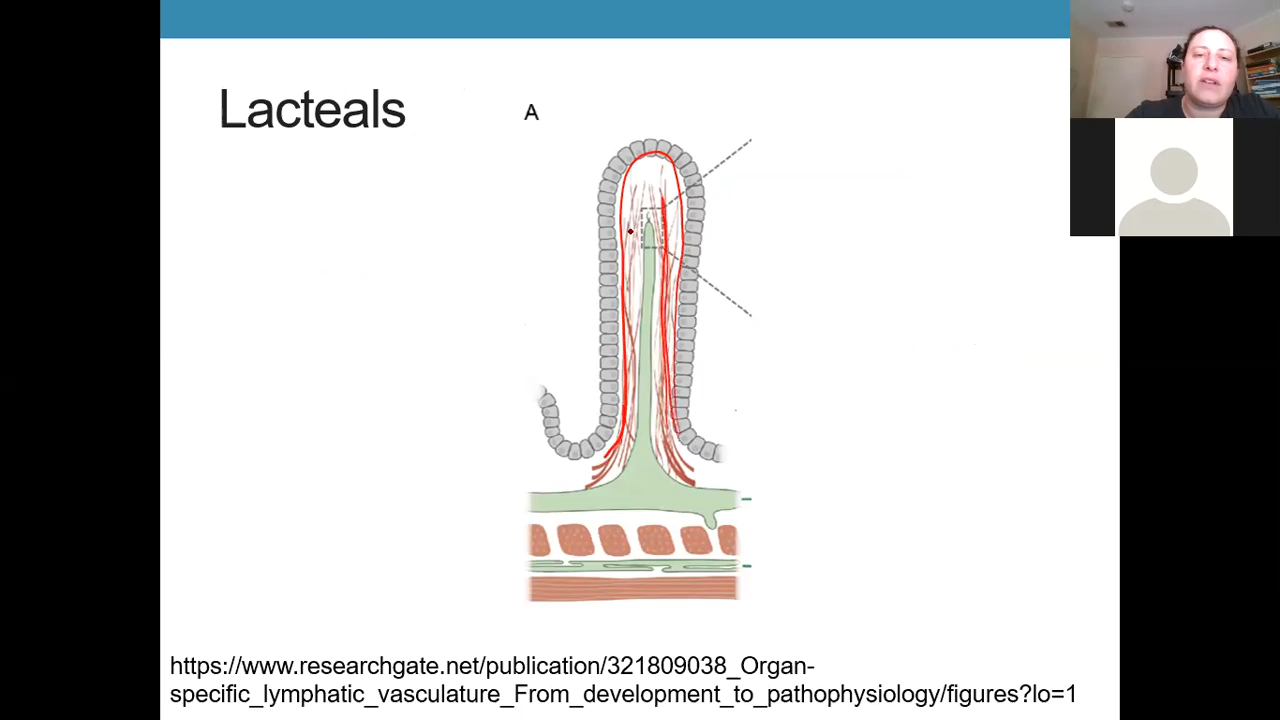 Lacteals
A
https://www.researchgate.net/publication/321809038_Organ-
specific_lymphatic_vasculature_From_development_to_pathophysiology/figures?lo=1